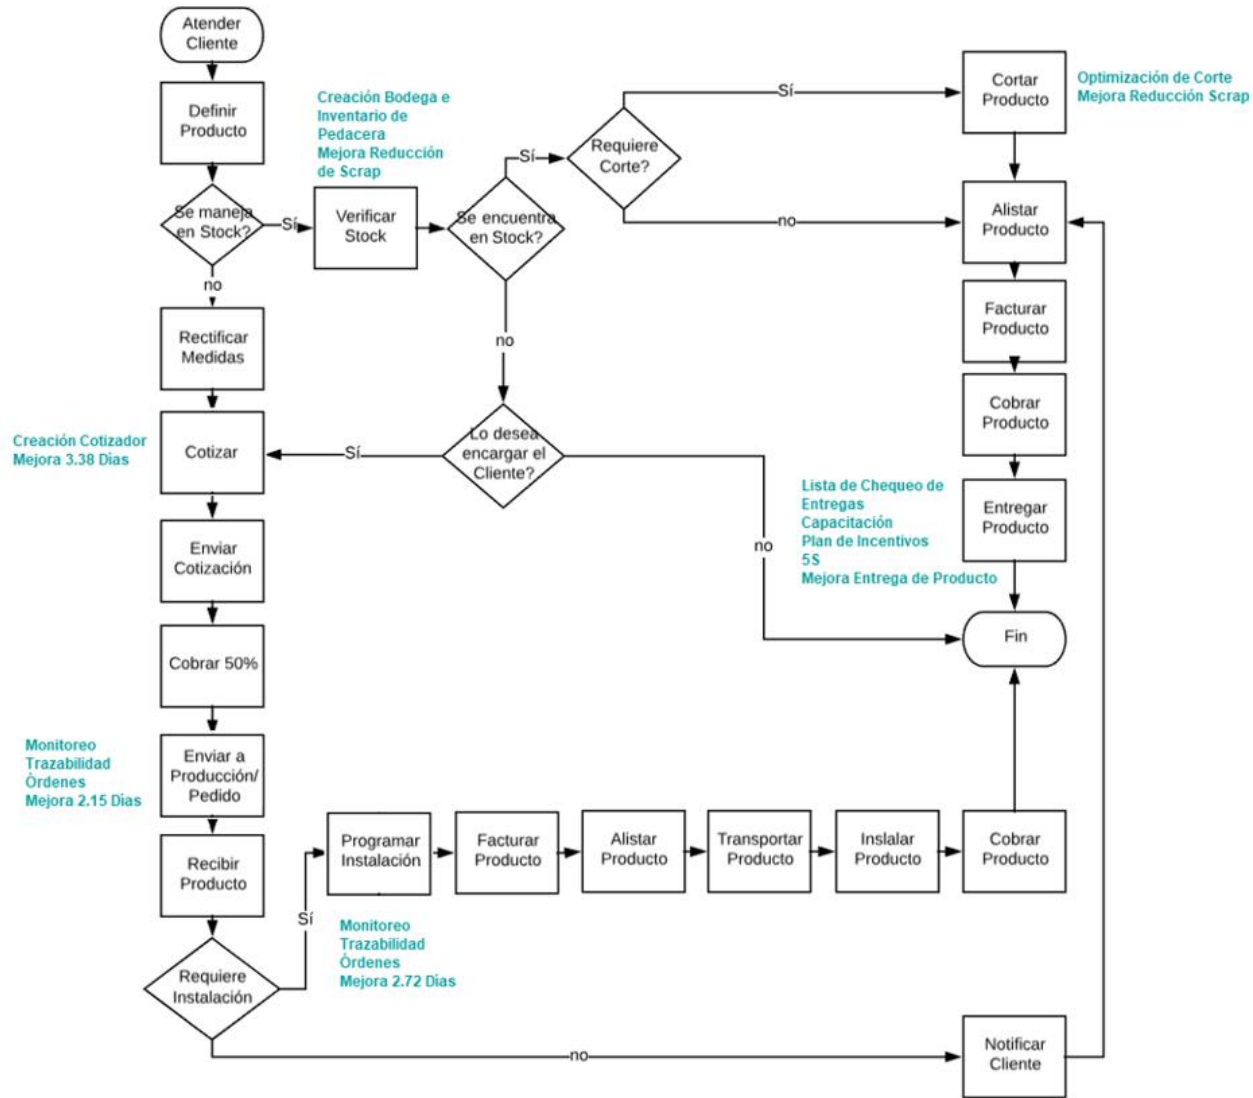 Atender
Cliente
Definir
Producto
Se maneja
en Stock?
Sí
Creación Bodega e
Inventario de
Pedacera
Mejora Reducción
de Scrap
Verificar
Stock
Se encuentra
en Stock?
Sí
Requiere
Corte?
Sí
Cortar
Producto
Optimización de Corte
Mejora Reducción Scrap
no
Alistar
Producto
Facturar
Producto
Cobrar
Producto
Lista de Chequeo de
Entregas
Capacitación
Plan de Incentivos
5S
Mejora Entrega de Producto
Entregar
Producto
Fin
no
Lo desea
encargar el
Cliente?
no
Sí
no
Rectificar
Medidas
Creación Cotizador
Mejora 3.38 Días
Cotizar
Enviar
Cotización
Cobrar 50%
Monitoreo
Trazabilidad
Órdenes
Mejora 2.15 Días
Enviar a
Producción/
Pedido
Recibir
Producto
Requiere
Instalación
Sí
Programar
Instalación
Monitoreo
Trazabilidad
Órdenes
Mejora 2.72 Días
Facturar
Producto
Alistar
Producto
Transportar
Producto
Inslalar
Producto
Cobrar
Producto
no
Notificar
Cliente